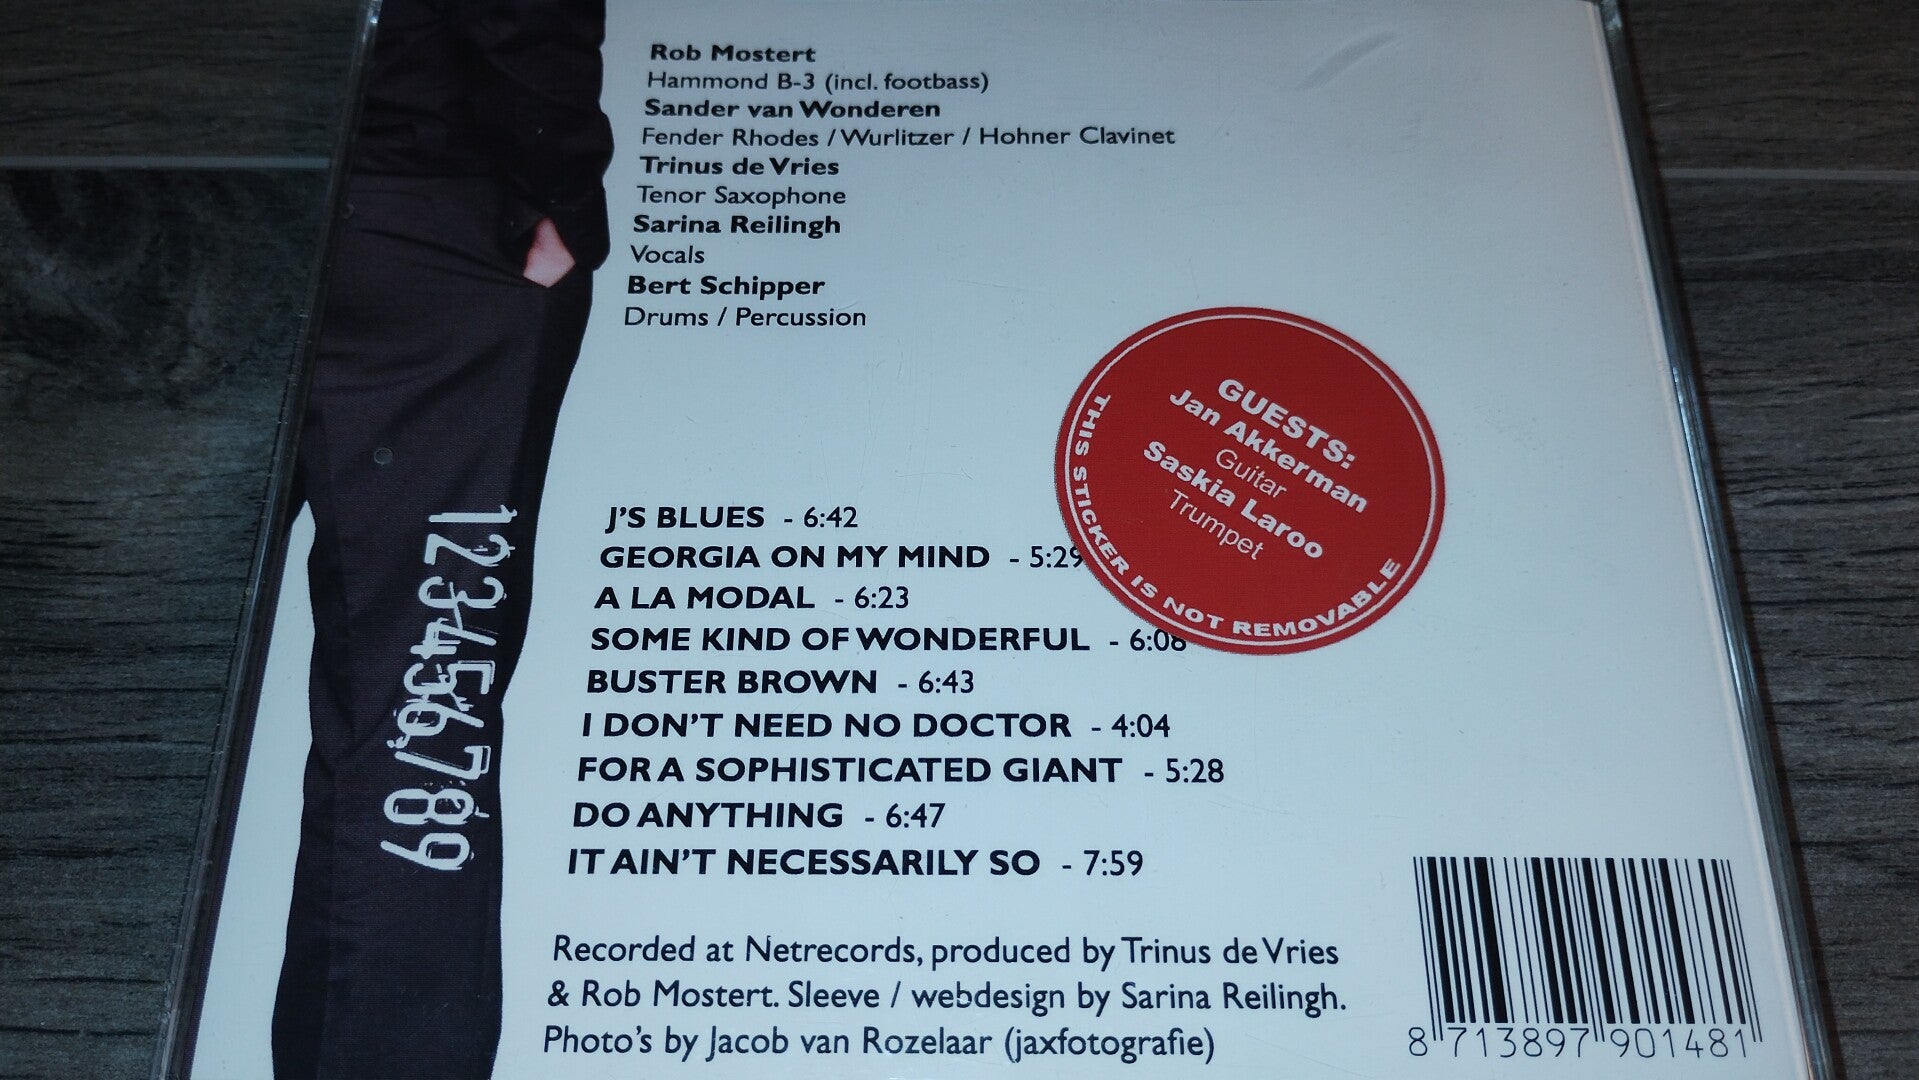 Rob Mostert
Hammond B-3 (incl. footbass)
Sander van Wonderen
Fender Rhodes / Wurlitzer / Hohner Clavinet
Trinus de Vries
Tenor Saxophone
Sarina Reilingh
Vocals
Bert Schipper
Drums / Percussion
GUESTS:
Jan Akkerman
Guitar
Saskia Laroo
Trumpet
THIS STICKER IS NOT REMOVABLE
J'S BLUES - 6:42
GEORGIA ON MY MIND - 5:29
A LA MODAL - 6:23
SOME KIND OF WONDERFUL - 6:08
BUSTER BROWN - 6:43
I DON'T NEED NO DOCTOR - 4:04
FOR A SOPHISTICATED GIANT - 5:28
DO ANYTHING - 6:47
IT AIN'T NECESSARILY SO - 7:59
Recorded at Netrecords, produced by Trinus de Vries
& Rob Mostert. Sleeve / webdesign by Sarina Reilingh.
Photo's by Jacob van Rozelaar (jaxfotografie)
8 713897 901481